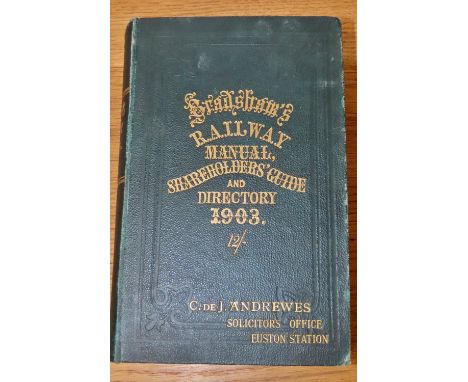 Bradshaw's
RAILWAY
MANUAL,
SHAREHOLDERS' GUIDE
AND
DIRECTORY
1903.
12/-
C. DE J. ANDREWES
SOLICITORS OFFICE
EUSTON STATION